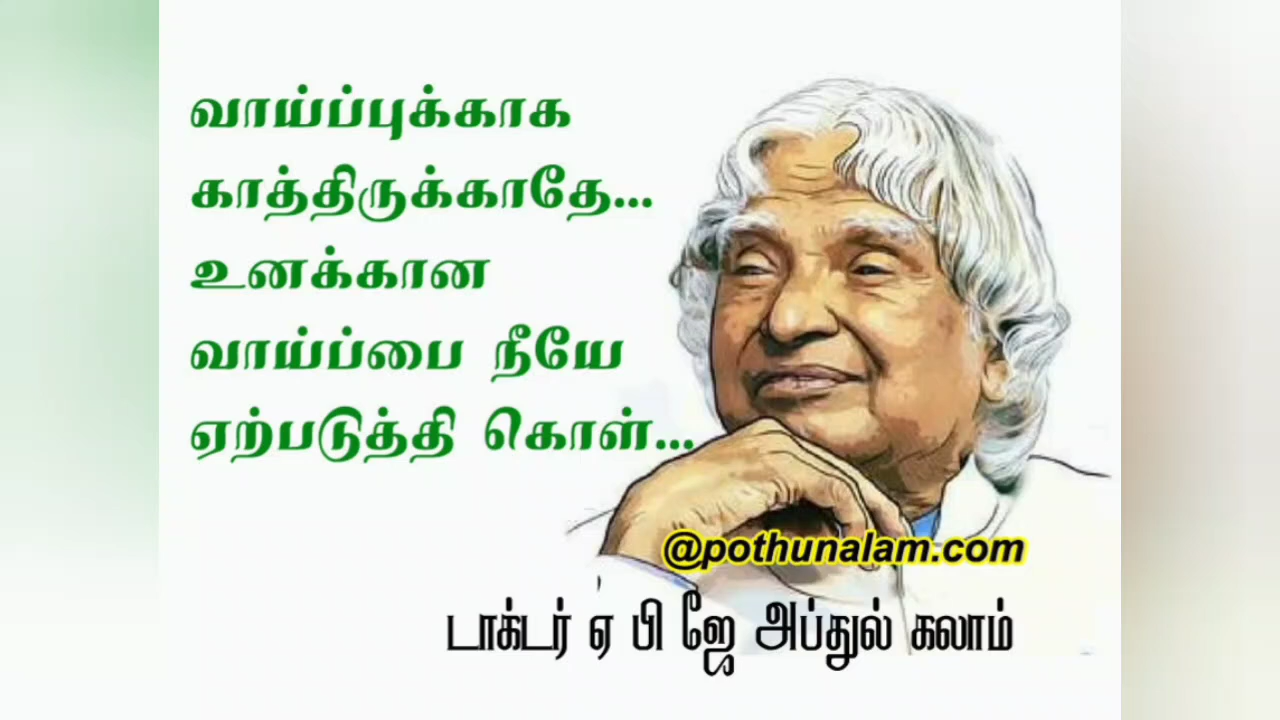 வாய்ப்புக்காக
காத்திருக்காதே...
உனக்கான
வாய்ப்பை நீயே
ஏற்படுத்தி கொள்...
@pothunalam.com
டாக்டர் ஏ பி ஜே அப்துல் கலாம்